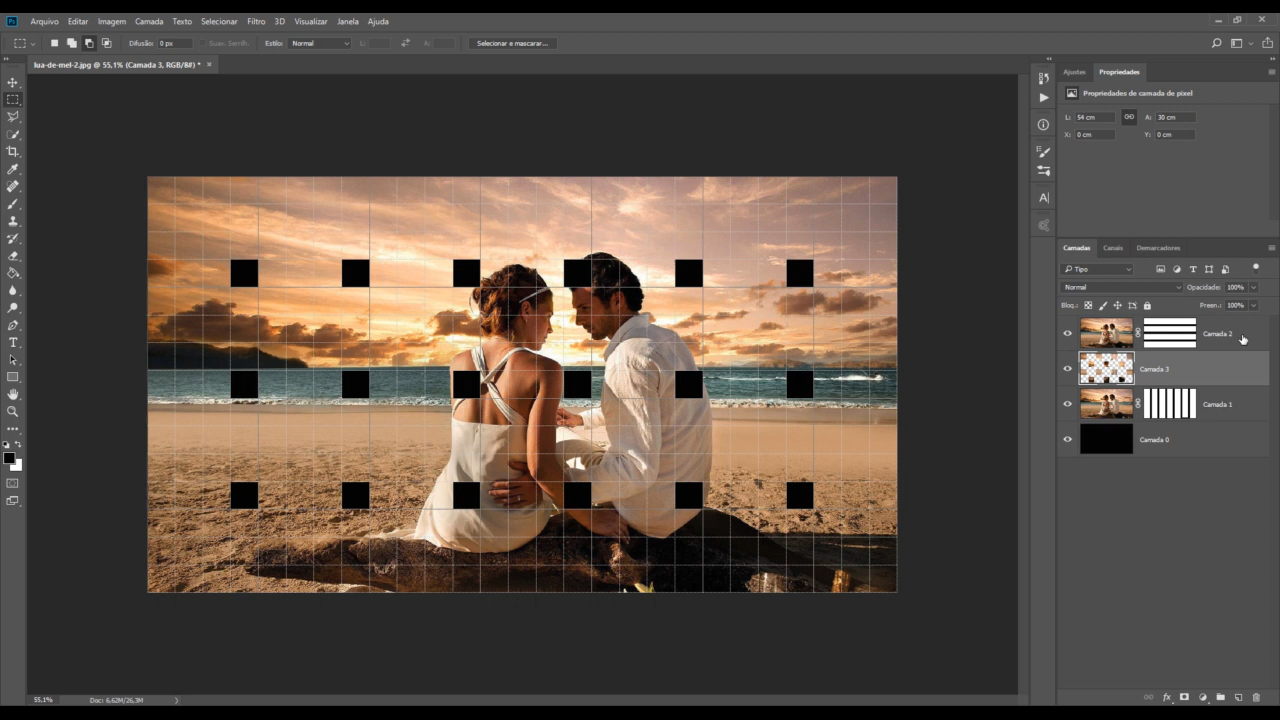 Ps Arquivo Editar Imagem Camada Texto Selecionar Filtro 3D Visualizar Janela Ajuda
Difusão: 0 px Suav. Serrilh. Estilo: Normal L: A: Selecionar e mascarar...
lua-de-mel-2.jpg @ 55,1% (Camada 3, RGB/8#) *
Ajustes Propriedades
Propriedades de camada de pixel
L: 54 cm A: 30 cm
X: 0 cm Y: 0 cm
Camadas Canais Demarcadores
Tipo
Normal Opacidade: 100%
Bloq.: Preen.: 100%
Camada 2
Camada 3
Camada 1
Camada 0
55,1% Doc: 6,62M/26,3M